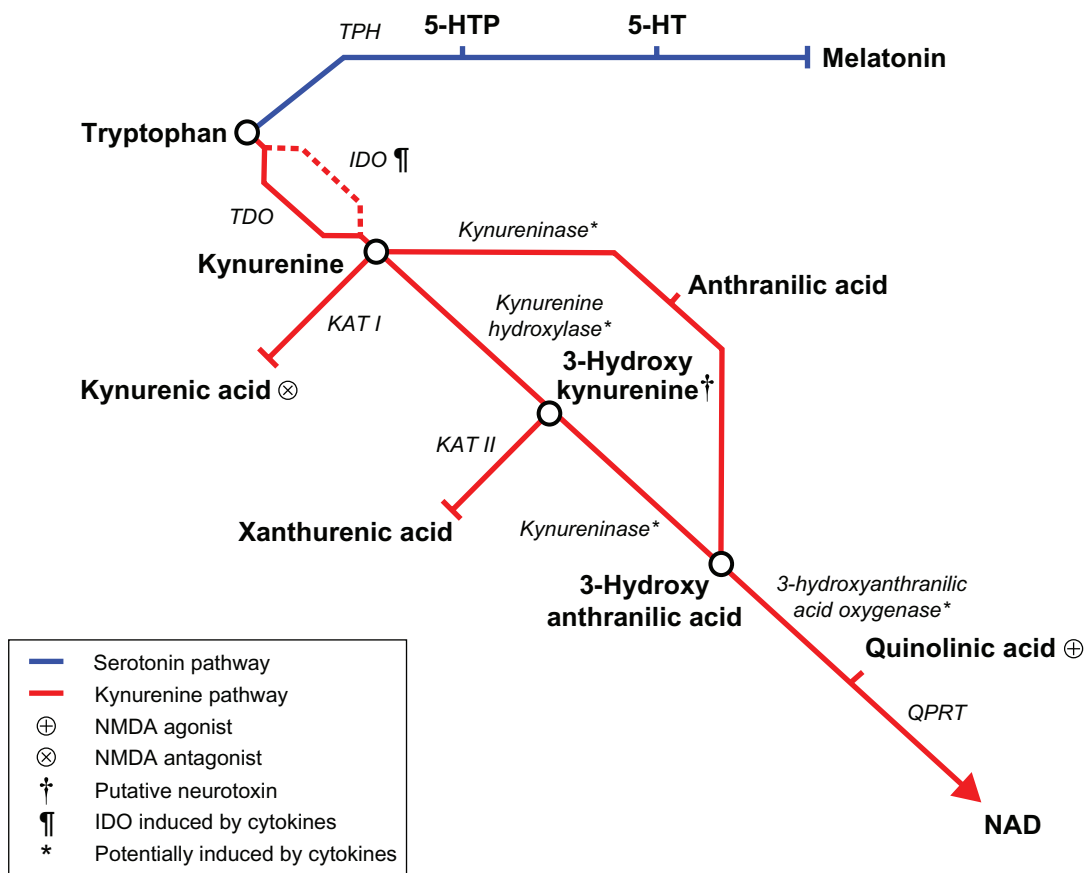 TPH
5-HTP
5-HT
Melatonin
Tryptophan
IDO ¶
TDO
Kynureninase*
Kynurenine
Anthranilic acid
KAT I
Kynurenine
hydroxylase*
3-Hydroxy
kynurenine†
Kynurenic acid ⊗
KAT II
Xanthurenic acid
Kynureninase*
3-Hydroxy
anthranilic acid
3-hydroxyanthranilic
acid oxygenase*
Quinolinic acid ⊕
QPRT
NAD
Serotonin pathway
Kynurenine pathway
⊕ NMDA agonist
⊗ NMDA antagonist
† Putative neurotoxin
¶ IDO induced by cytokines
* Potentially induced by cytokines